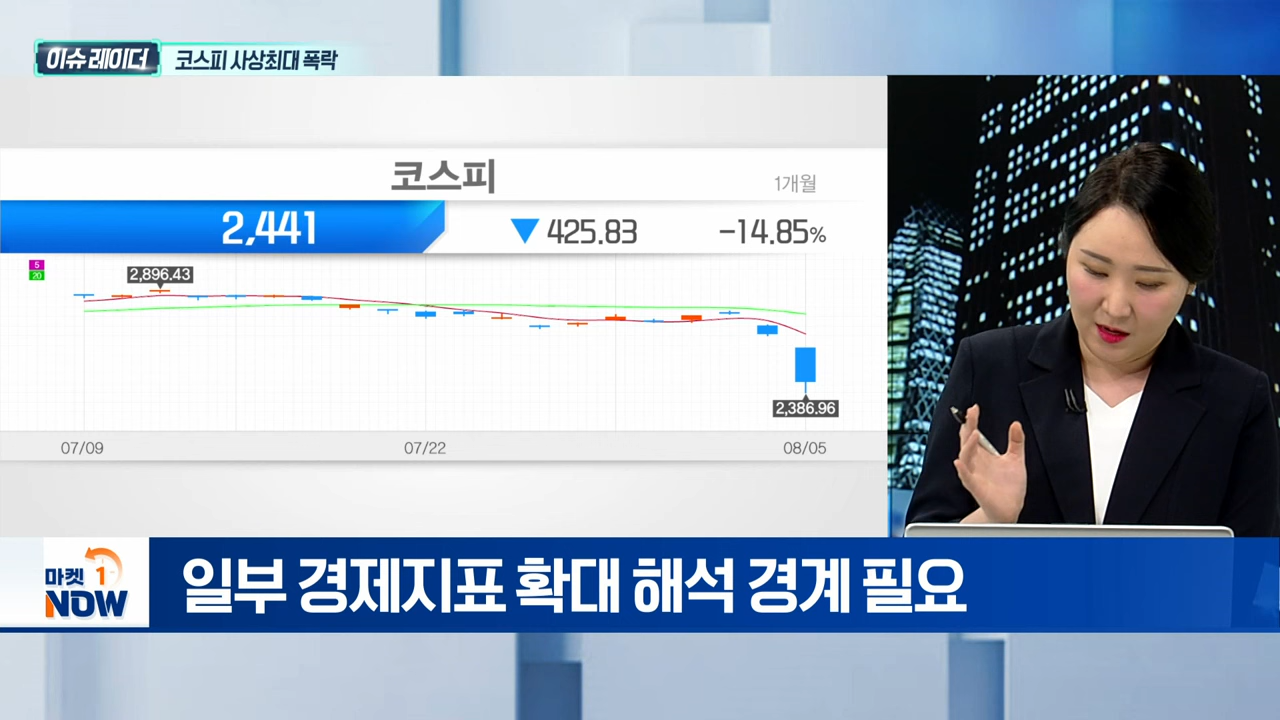 이슈 레이더 코스피 사상최대 폭락
코스피
1개월
2,441 ▼ 425.83 -14.85%
5
20
2,896.43
2,386.96
07/09 07/22 08/05
마켓 1
NOW
일부 경제지표 확대 해석 경계 필요